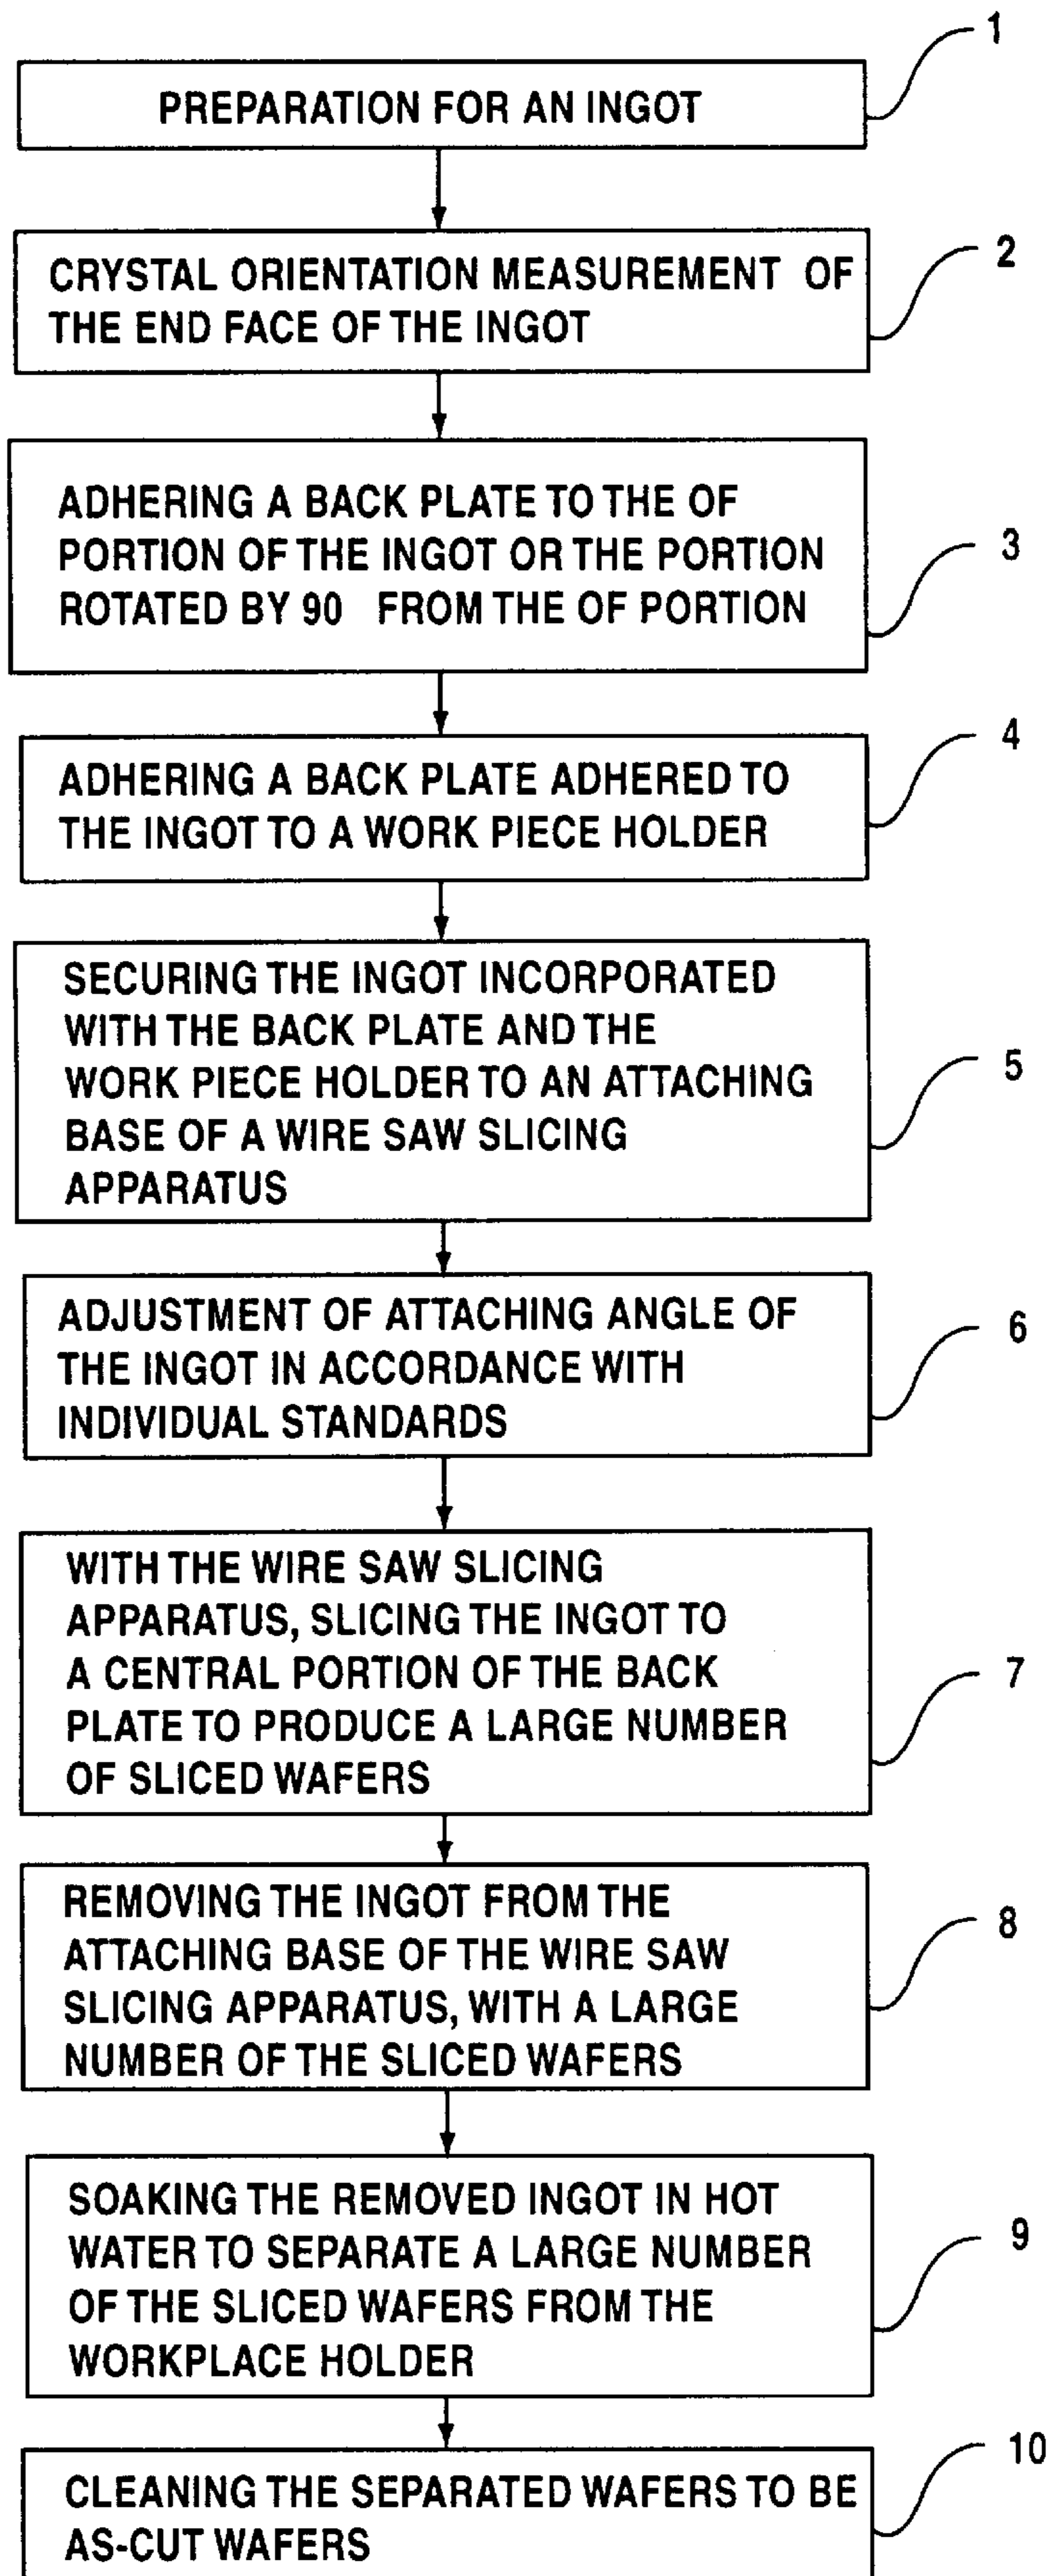 1
PREPARATION FOR AN INGOT
2
CRYSTAL ORIENTATION MEASUREMENT OF
THE END FACE OF THE INGOT
3
ADHERING A BACK PLATE TO THE OF
PORTION OF THE INGOT OR THE PORTION
ROTATED BY 90 FROM THE OF PORTION
4
ADHERING A BACK PLATE ADHERED TO
THE INGOT TO A WORK PIECE HOLDER
5
SECURING THE INGOT INCORPORATED
WITH THE BACK PLATE AND THE
WORK PIECE HOLDER TO AN ATTACHING
BASE OF A WIRE SAW SLICING
APPARATUS
6
ADJUSTMENT OF ATTACHING ANGLE OF
THE INGOT IN ACCORDANCE WITH
INDIVIDUAL STANDARDS
7
WITH THE WIRE SAW SLICING
APPARATUS, SLICING THE INGOT TO
A CENTRAL PORTION OF THE BACK
PLATE TO PRODUCE A LARGE NUMBER
OF SLICED WAFERS
8
REMOVING THE INGOT FROM THE
ATTACHING BASE OF THE WIRE SAW
SLICING APPARATUS, WITH A LARGE
NUMBER OF THE SLICED WAFERS
9
SOAKING THE REMOVED INGOT IN HOT
WATER TO SEPARATE A LARGE NUMBER
OF THE SLICED WAFERS FROM THE
WORKPLACE HOLDER
10
CLEANING THE SEPARATED WAFERS TO BE
AS-CUT WAFERS